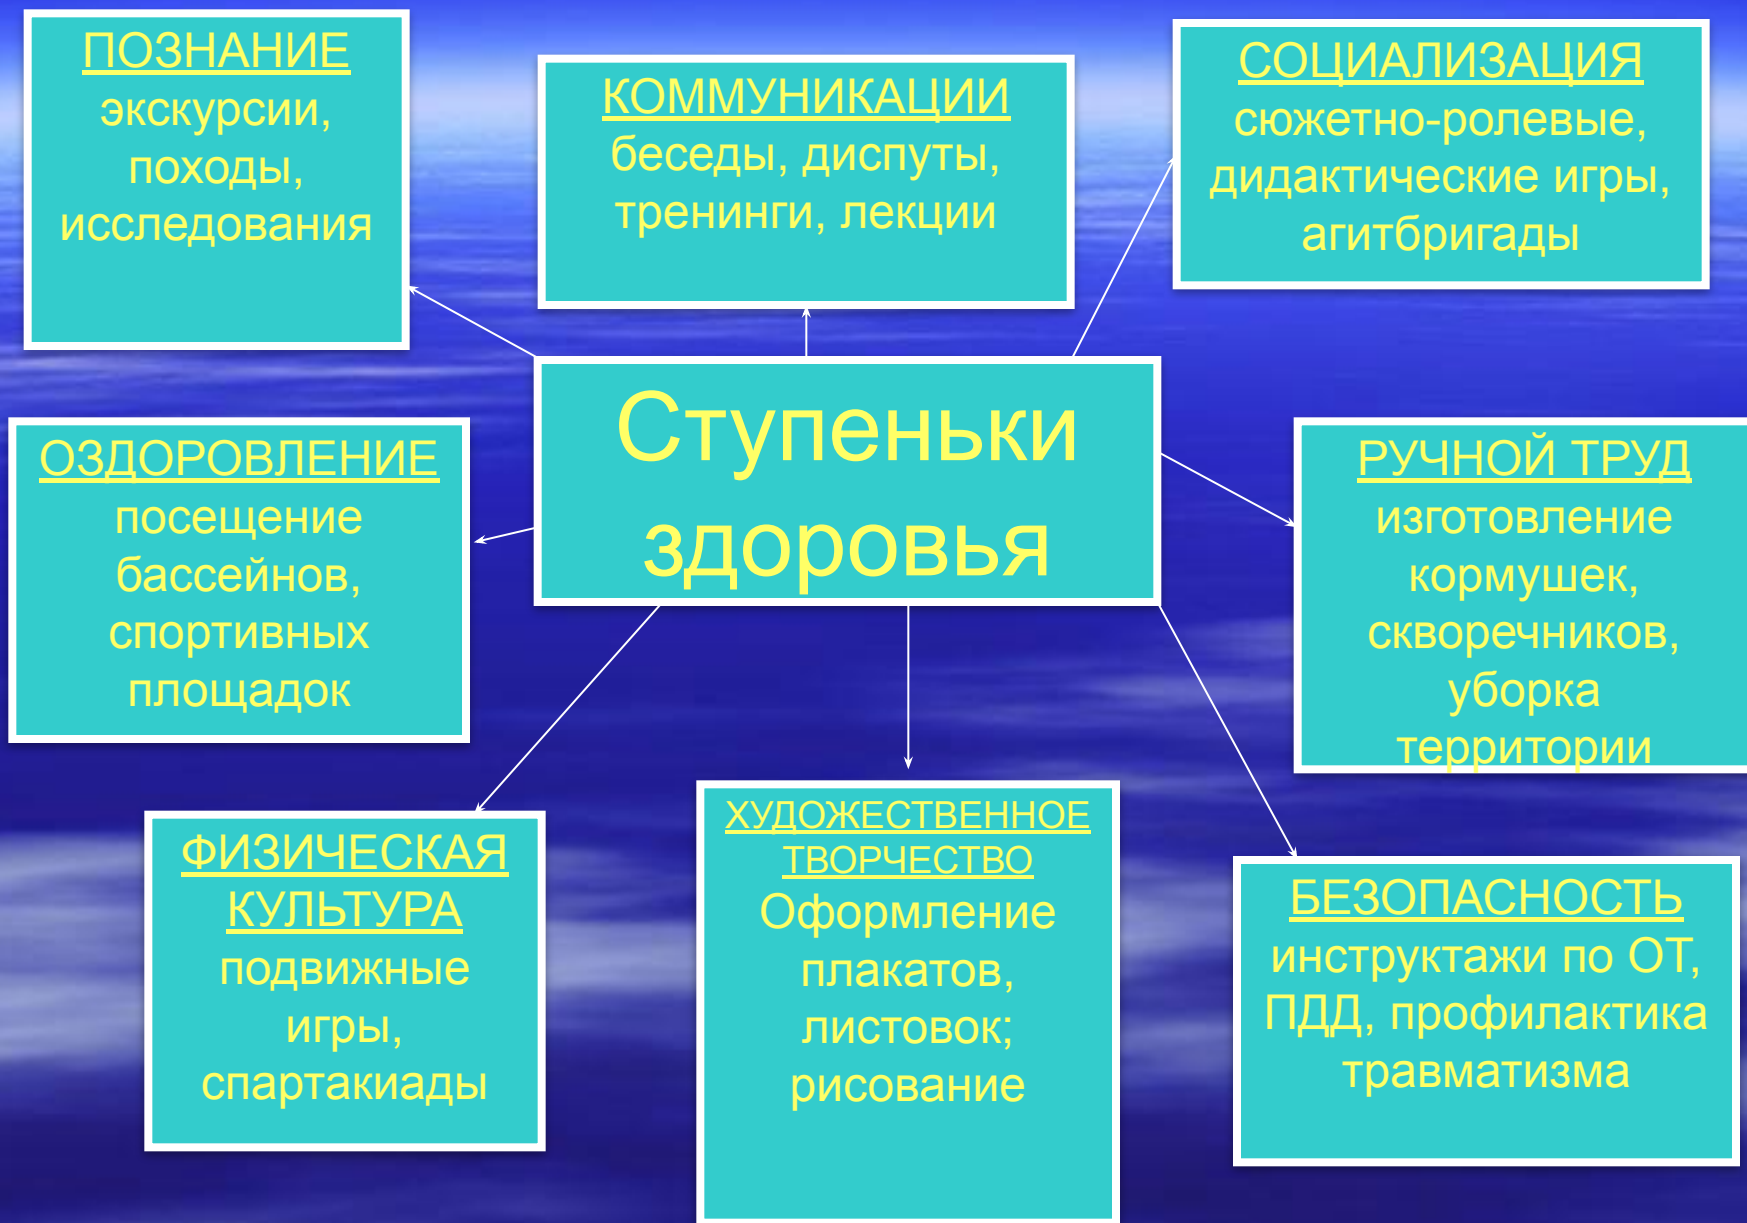 ПОЗНАНИЕ
экскурсии,
походы,
исследования
КОММУНИКАЦИИ
беседы, диспуты,
тренинги, лекции
СОЦИАЛИЗАЦИЯ
сюжетно-ролевые,
дидактические игры,
агитбригады
Ступеньки
здоровья
ОЗДОРОВЛЕНИЕ
посещение
бассейнов,
спортивных
площадок
РУЧНОЙ ТРУД
изготовление
кормушек,
скворечников,
уборка
территории
ФИЗИЧЕСКАЯ
КУЛЬТУРА
подвижные
игры,
спартакиады
ХУДОЖЕСТВЕННОЕ
ТВОРЧЕСТВО
Оформление
плакатов,
листовок;
рисование
БЕЗОПАСНОСТЬ
инструктажи по ОТ,
ПДД, профилактика
травматизма